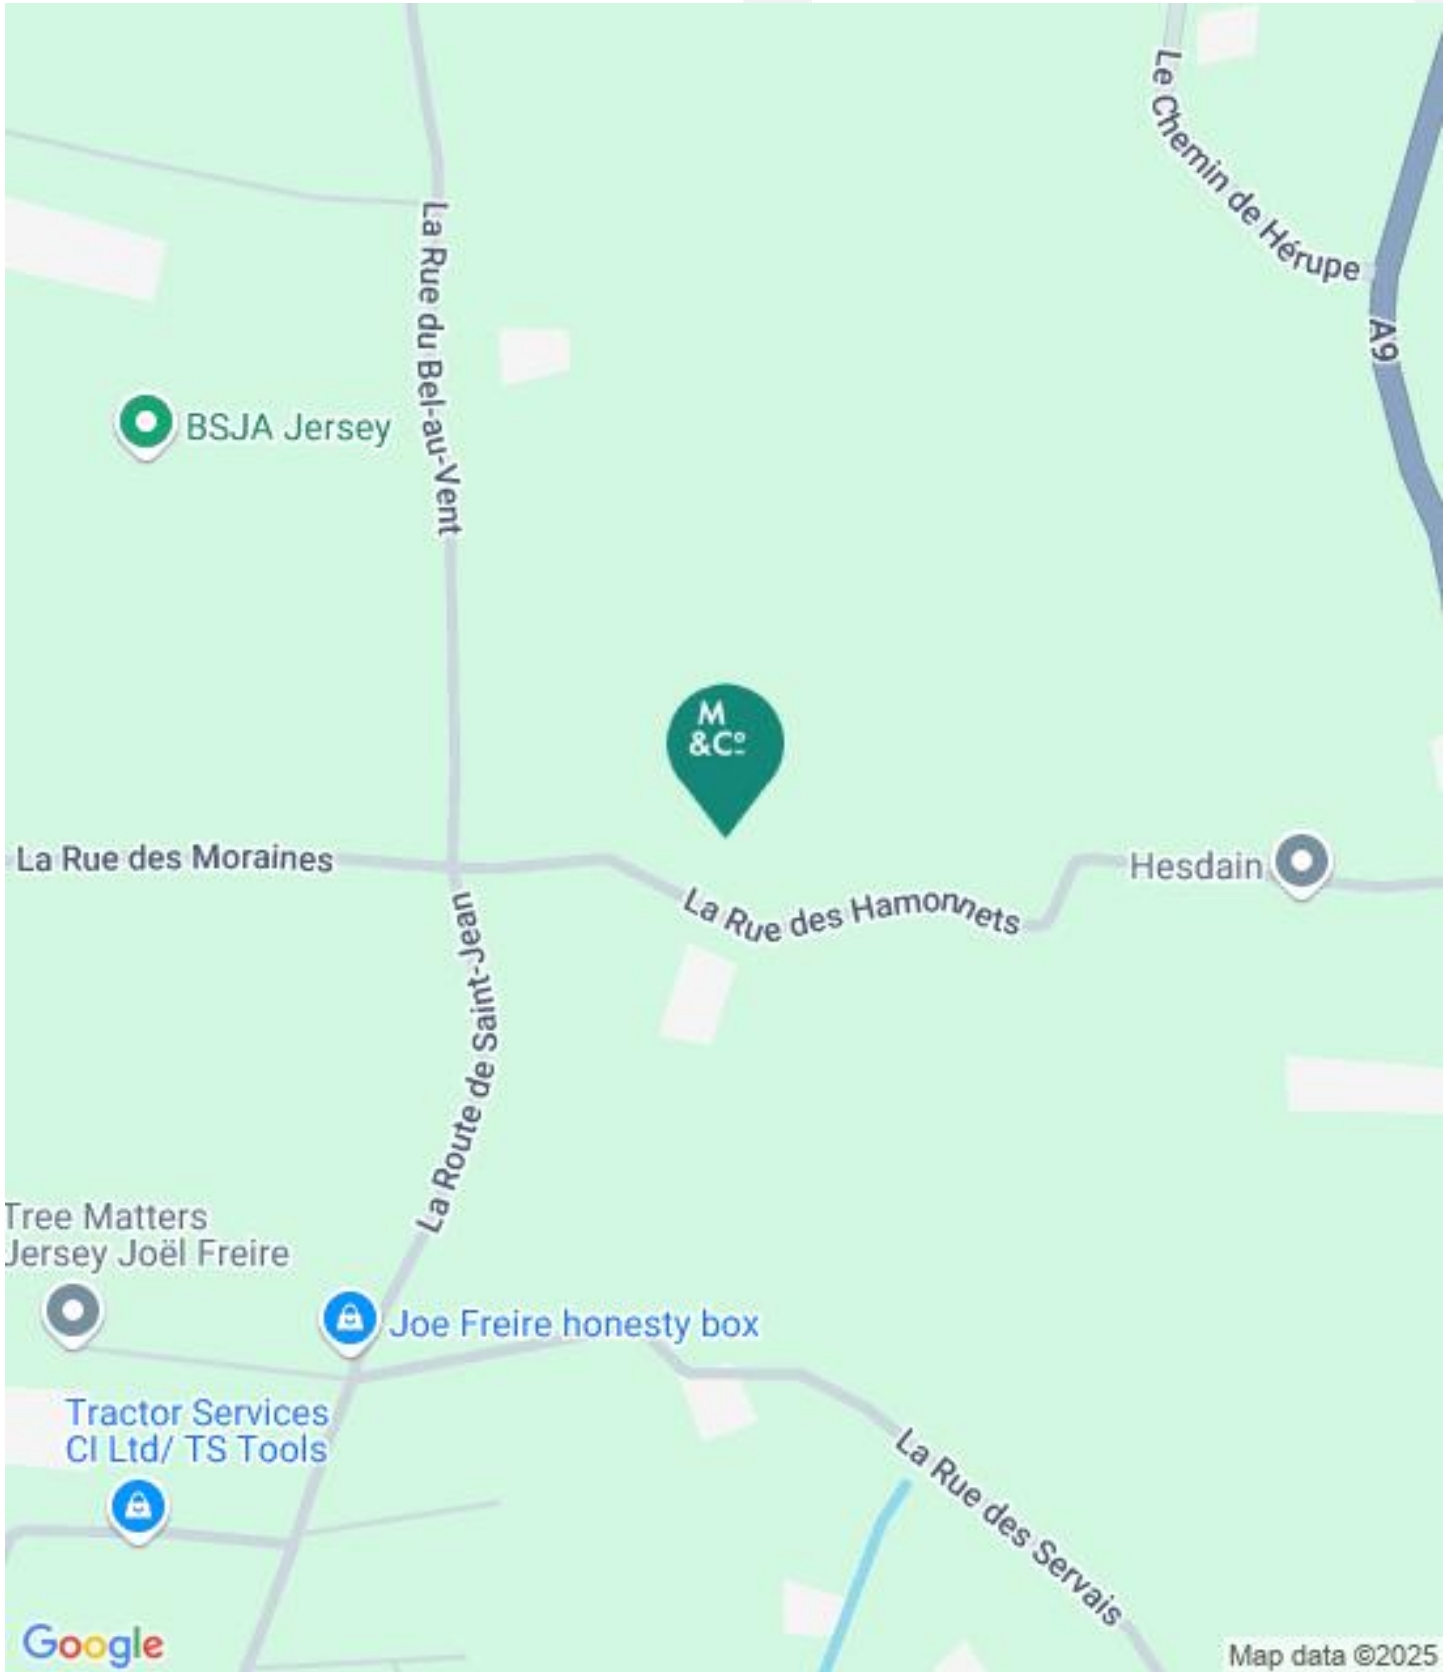 Le Chemin de Hérupe
La Rue du Bel-au-Vent
A9
BSJA Jersey
M
&Cº
La Rue des Moraines
Hesdain
La Rue des Hamonnets
La Route de Saint-Jean
Tree Matters
Jersey Joël Freire
Joe Freire honesty box
Tractor Services
CI Ltd/ TS Tools
La Rue des Servais
Google
Map data ©2025